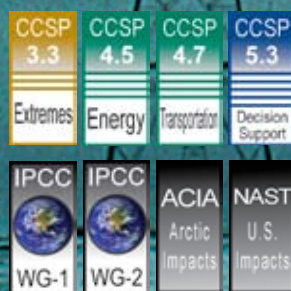 CCSP CCSP CCSP CCSP
3.3 4.5 4.7 5.3
Extremes Energy Transportation Decision
Support
IPCC IPCC ACIA NAST
Arctic U.S.
Impacts Impacts
WG-1 WG-2